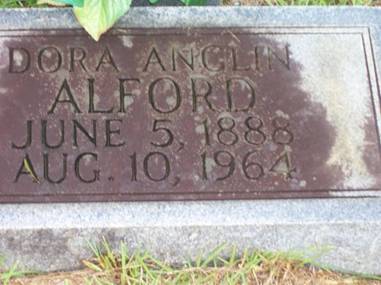 DORA ANGLIN
ALFORD
JUNE 5, 1888
AUG. 10, 1964